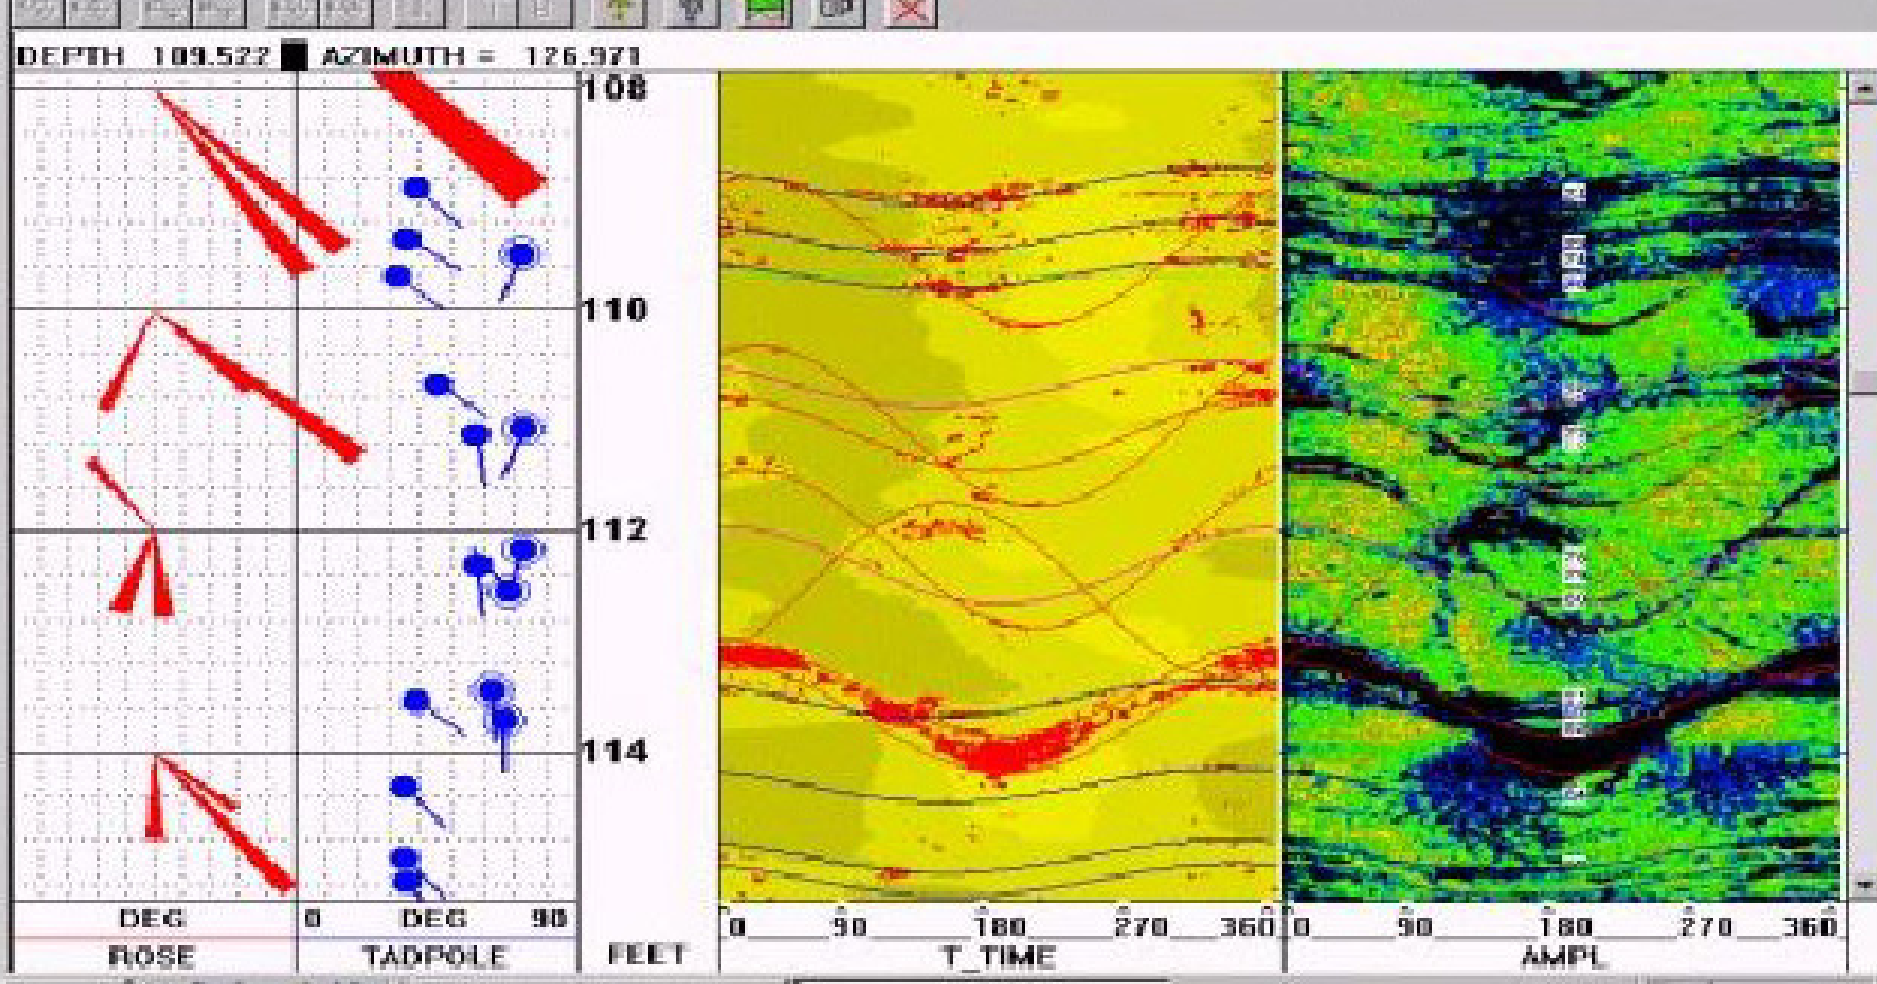 DEPTH 109.522 AZIMUTH = 126.971
108
110
112
114
DEG 0 DEG 90
0 90 180 270 360 0 90 180 270 360
ROSE TADPOLE FEET T_TIME AMPL